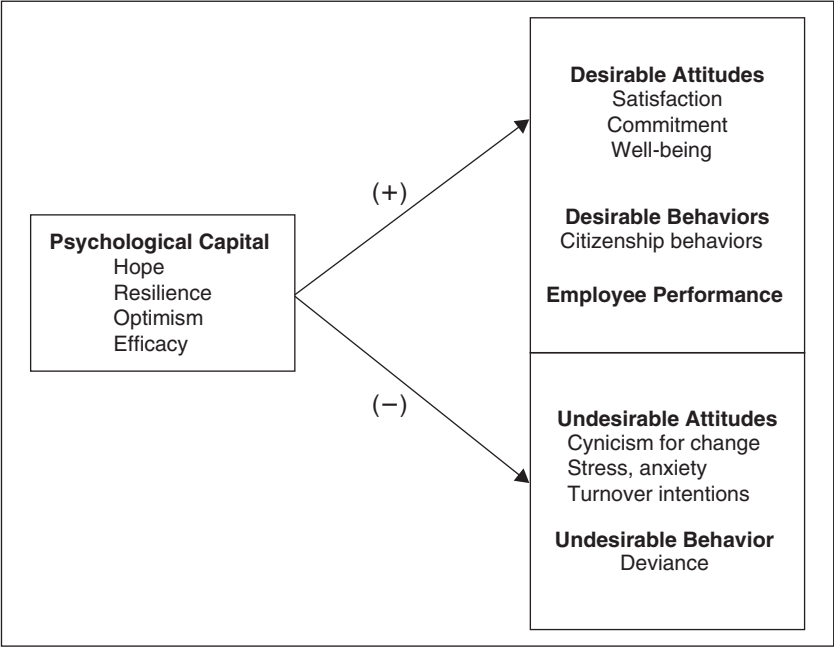 Psychological Capital
Hope
Resilience
Optimism
Efficacy
(+)
(−)
Desirable Attitudes
Satisfaction
Commitment
Well-being
Desirable Behaviors
Citizenship behaviors
Employee Performance
Undesirable Attitudes
Cynicism for change
Stress, anxiety
Turnover intentions
Undesirable Behavior
Deviance